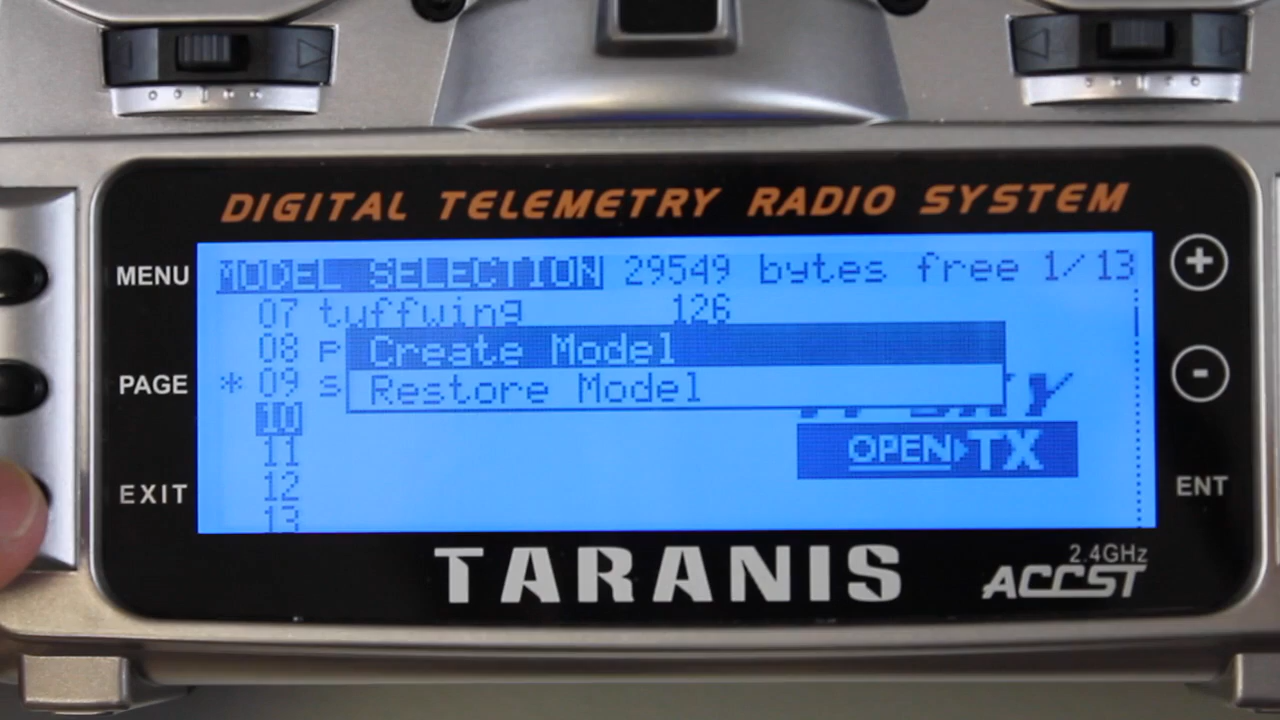 DIGITAL TELEMETRY RADIO SYSTEM
MENU
PAGE
EXIT
MODEL SELECTION 29549 bytes free 1/13
07 tuffwing 126
08 P
Create Model
* 09 s
Restore Model
10
11
12
13
OPEN TX
+
-
ENT
TARANIS
2.4GHz
ACCST